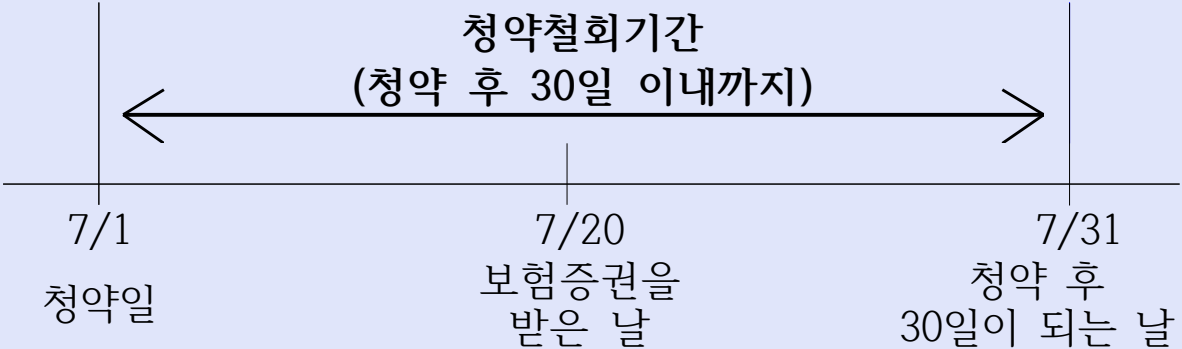 청약철회기간
(청약 후 30일 이내까지)
7/1
청약일
7/20
보험증권을
받은 날
7/31
청약 후
30일이 되는 날